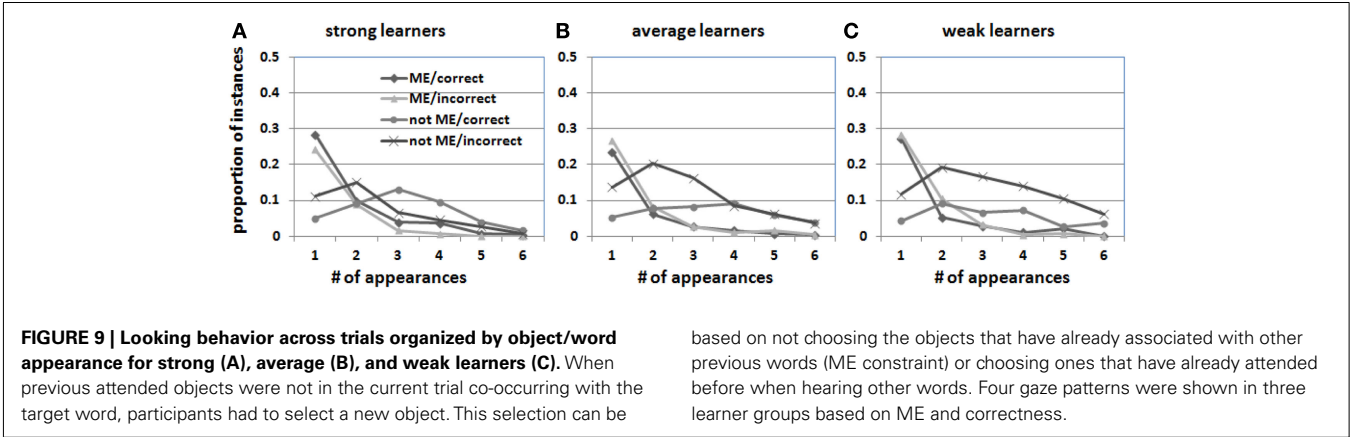 A strong learners
B average learners
C weak learners
proportion of instances
0.5
0.4
0.3
0.2
0.1
0
ME/correct
ME/incorrect
not ME/correct
not ME/incorrect
1 2 3 4 5 6
# of appearances
0.5
0.4
0.3
0.2
0.1
0
1 2 3 4 5 6
# of appearances
0.5
0.4
0.3
0.2
0.1
0
1 2 3 4 5 6
# of appearances
FIGURE 9 | Looking behavior across trials organized by object/word
appearance for strong (A), average (B), and weak learners (C). When
previous attended objects were not in the current trial co-occurring with the
target word, participants had to select a new object. This selection can be
based on not choosing the objects that have already associated with other
previous words (ME constraint) or choosing ones that have already attended
before when hearing other words. Four gaze patterns were shown in three
learner groups based on ME and correctness.